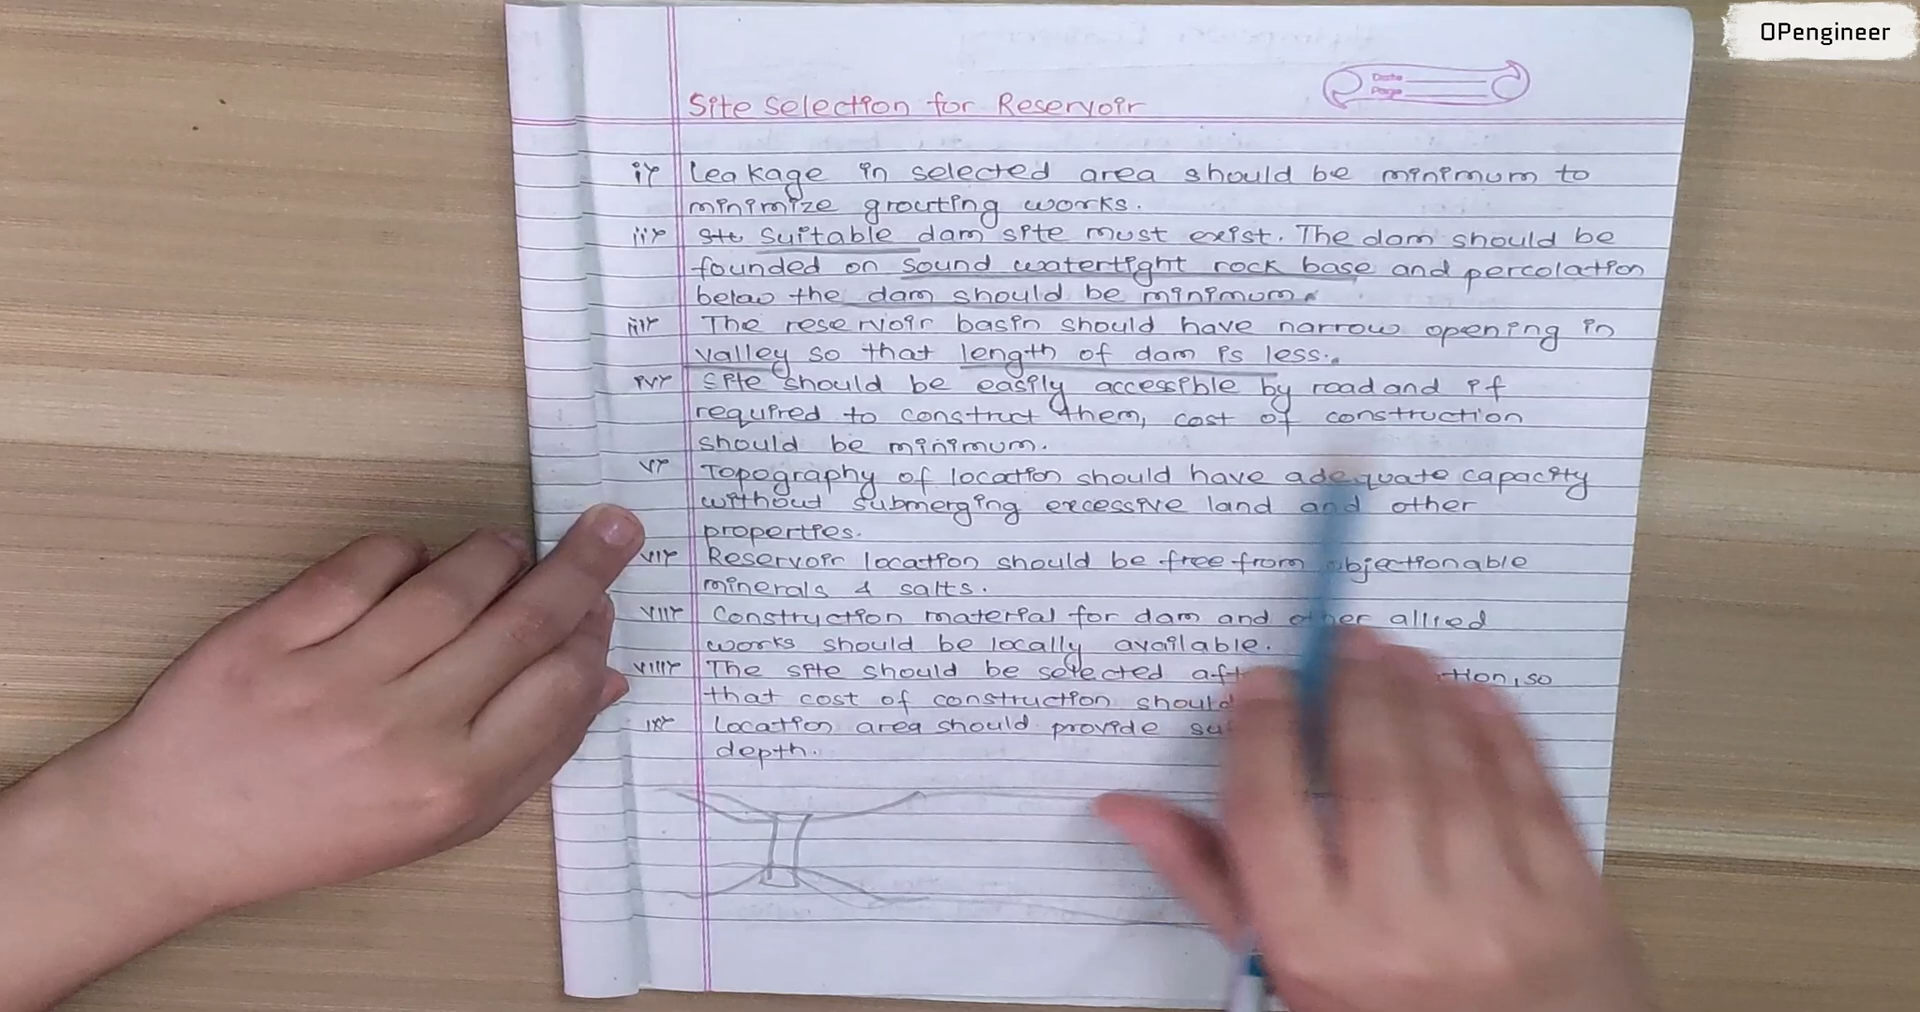 OPengineer
Date
Page
Site selection for Reservoir
i> Leakage in selected area should be minimum to
minimize grouting works.
ii> Suitable dam site must exist. The dam should be
founded on sound watertight rock base and percolation
below the dam should be minimum.
iii> The reservoir basin should have narrow opening in
valley so that length of dam is less.
iv> Site should be easily accessible by road and if
required to construct them, cost of construction
should be minimum.
v> Topography of location should have adequate capacity
without submerging excessive land and other
properties.
vi> Reservoir location should be free from objectionable
minerals & salts.
vii> Construction material for dam and other allied
works should be locally available.
viii> The site should be selected so
that cost of construction should
ix> Location area should provide
depth.